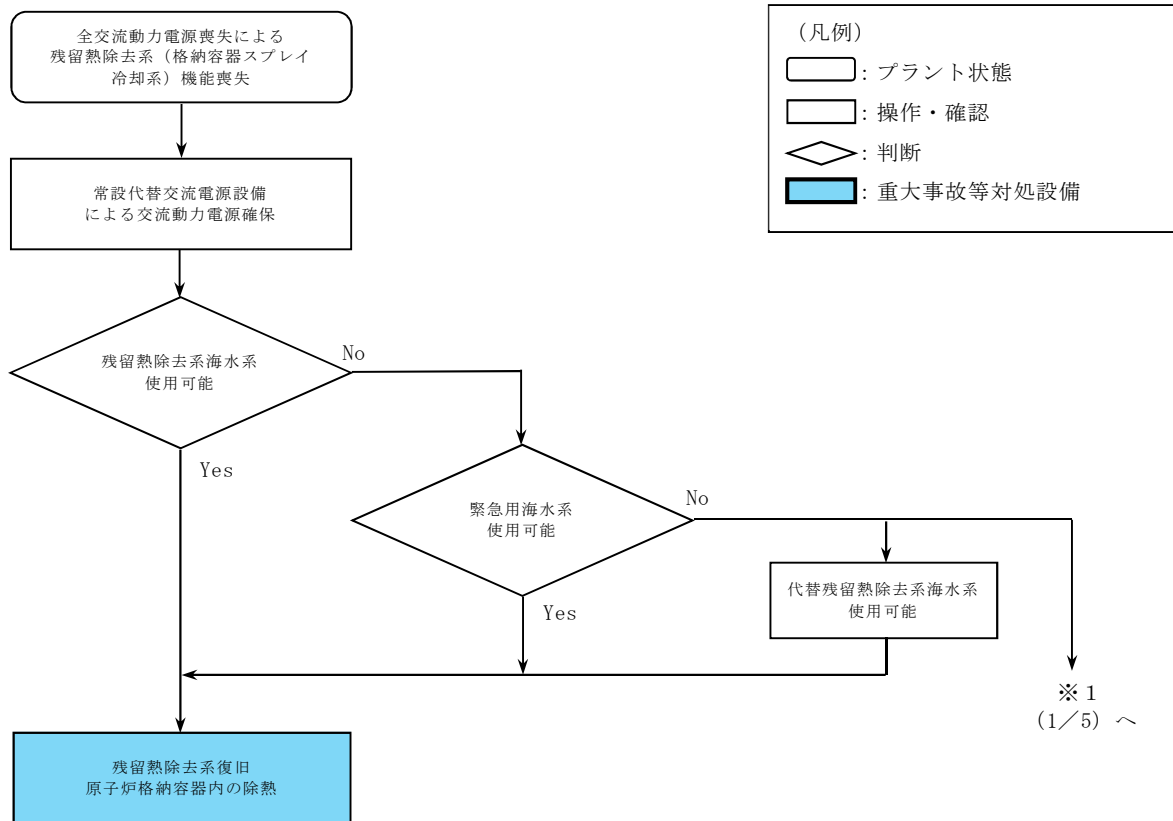 全交流動力電源喪失による
残留熱除去系（格納容器スプレイ
冷却系）機能喪失
常設代替交流電源設備
による交流動力電源確保
残留熱除去系海水系
使用可能
No
Yes
緊急用海水系
使用可能
No
Yes
代替残留熱除去系海水系
使用可能
※１
(1／5) へ
残留熱除去系復旧
原子炉格納容器内の除熱
（凡例）
：プラント状態
：操作・確認
：判断
：重大事故等対処設備